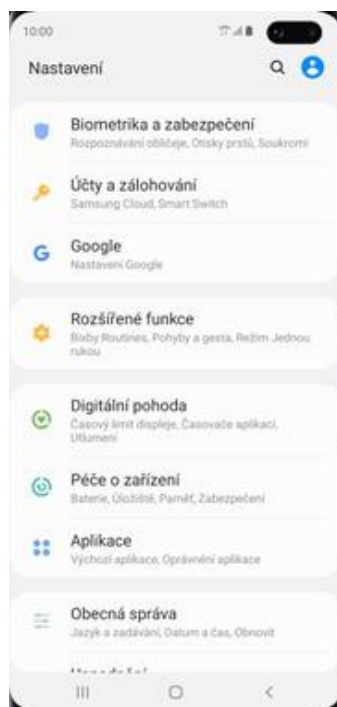 10:00
Nastavení
Biometrika a zabezpečení
Rozpoznávání obličeje, Otisky prstů, Soukromí
Účty a zálohování
Samsung Cloud, Smart Switch
Google
Nastavení Google
Rozšířené funkce
Bixby Routines, Pohyby a gesta, Režim Jednou
rukou
Digitální pohoda
Časový limit displeje, Časovače aplikací,
Utlumení
Péče o zařízení
Baterie, Úložiště, Paměť, Zabezpečení
Aplikace
Výchozí aplikace, Oprávnění aplikace
Obecná správa
Jazyk a zadávání, Datum a čas, Obnovit